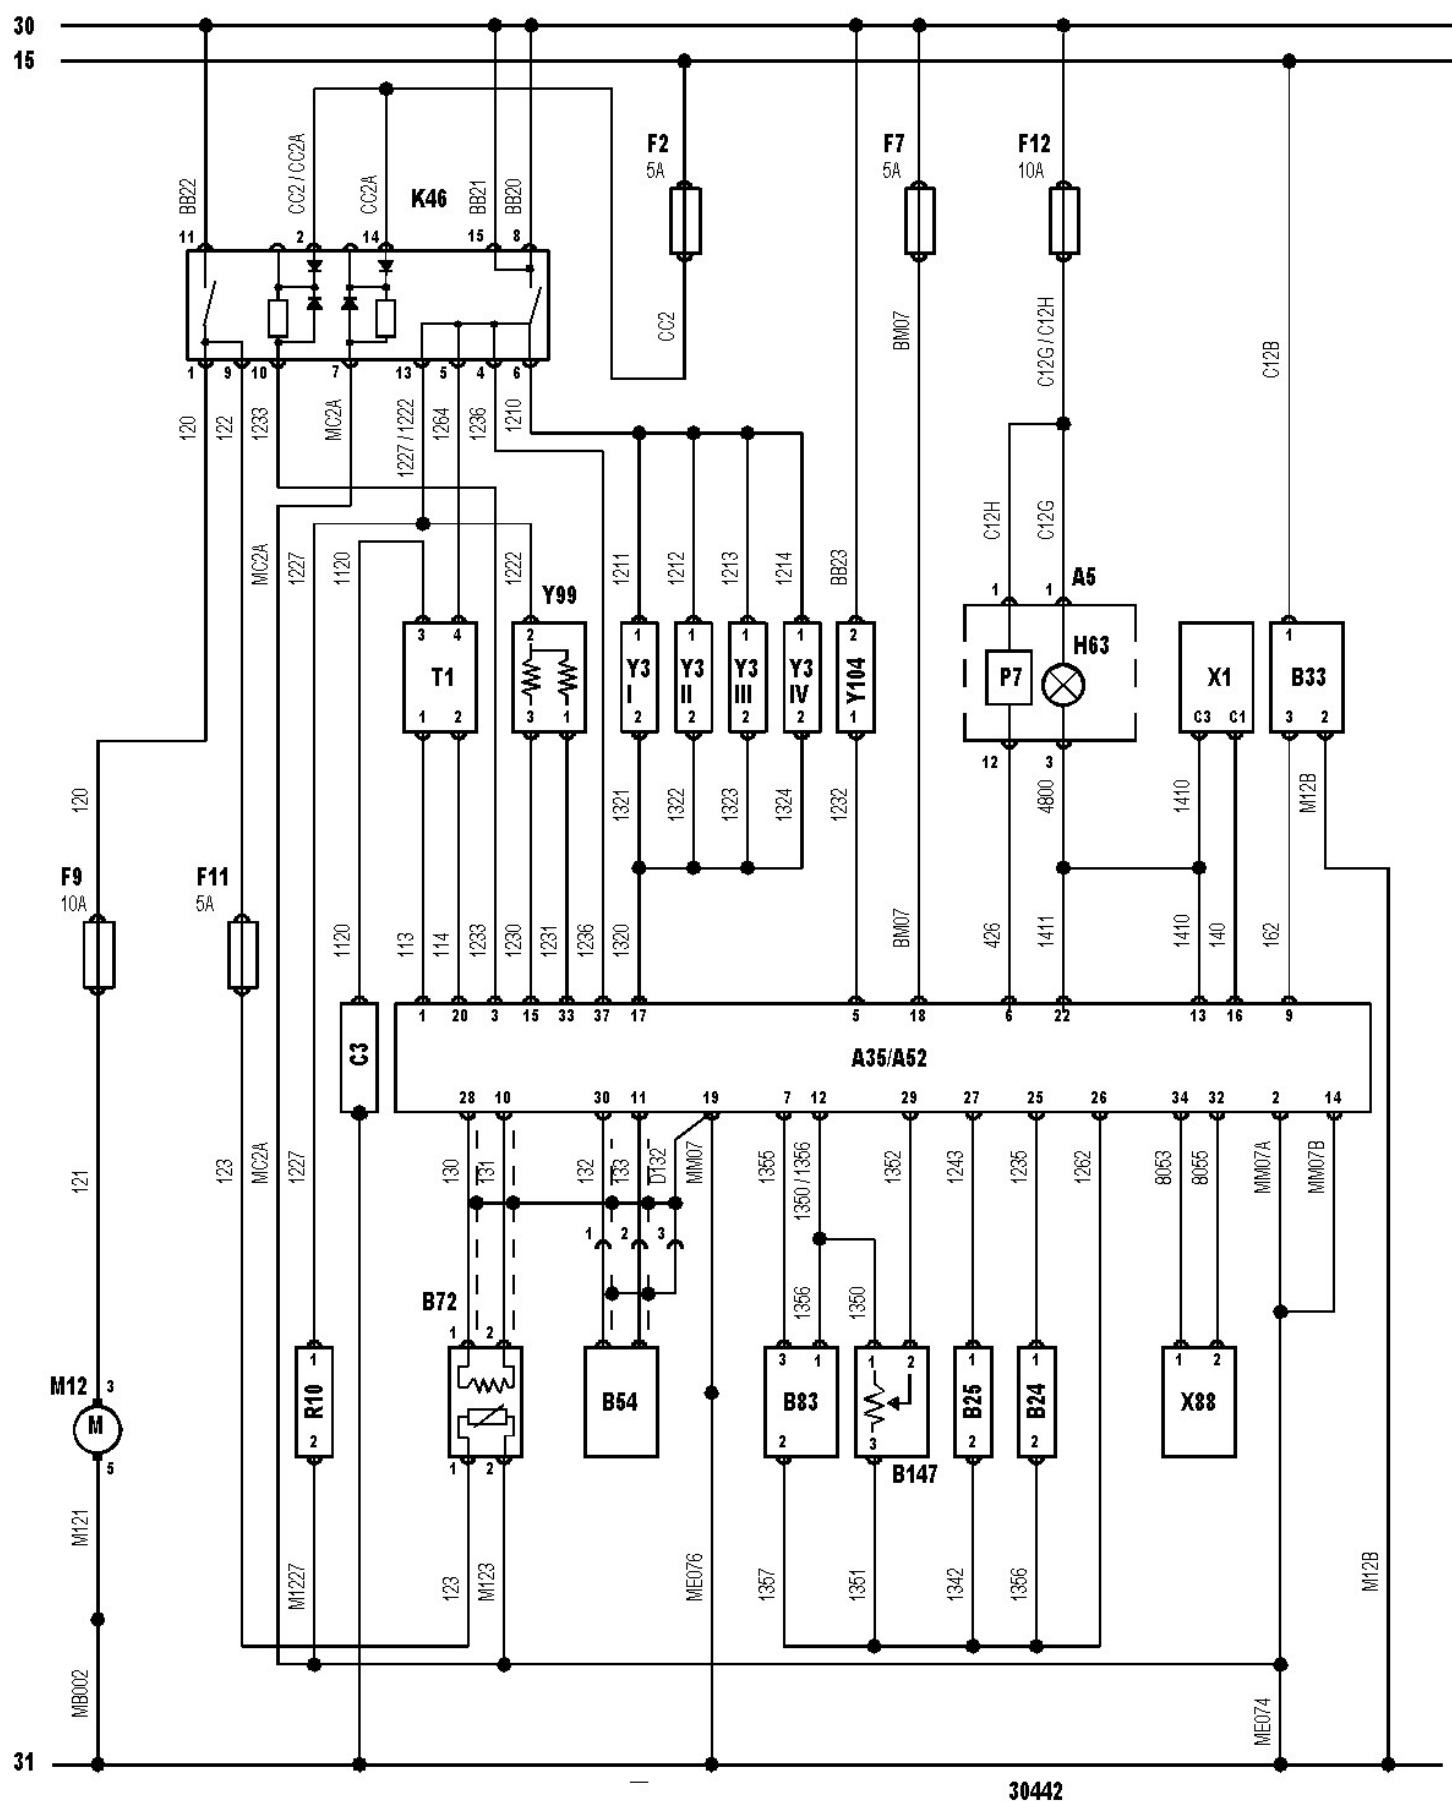 30
15
F2
5A
F7
5A
F12
10A
BB22
CC2 / CC2A
CC2A
K46
BB21
BB20
11
2
14
15
8
CC2
BM07
C12G / C12H
C12B
1
9
10
7
13
5
4
6
120
122
1233
MC2A
1227 / 1222
1264
1236
1210
MC2A
1227
1120
1222
1211
1212
1213
1214
BB23
C12H
C12G
Y99
1
1
A5
3
4
T1
1
2
2
3
1
1
Y3
I
2
1
Y3
II
2
1
Y3
III
2
1
Y3
IV
2
2
Y104
1
P7
H63
12
3
X1
C3
C1
1
B33
3
2
120
1321
1322
1323
1324
1232
4800
1410
M12B
F9
10A
F11
5A
1120
113
114
1233
1230
1231
1236
1320
BM07
426
1411
1410
140
162
C3
1
20
3
15
33
37
17
5
18
6
22
13
16
9
A35/A52
28
10
30
11
19
7
12
29
27
25
26
34
32
2
14
121
123
MC2A
1227
130
131
132
133
D132
MM07
1355
1350 / 1356
1352
1243
1235
1262
8053
8055
MM07A
MM07B
1
2
3
1356
1350
B72
1
2
M12
3
M
5
1
R10
2
1
2
B54
3
1
B83
2
1
2
3
B147
1
B25
2
1
B24
2
1
2
X88
M121
M1227
123
M123
ME076
1357
1351
1342
1356
M12B
MB002
ME074
31
30442